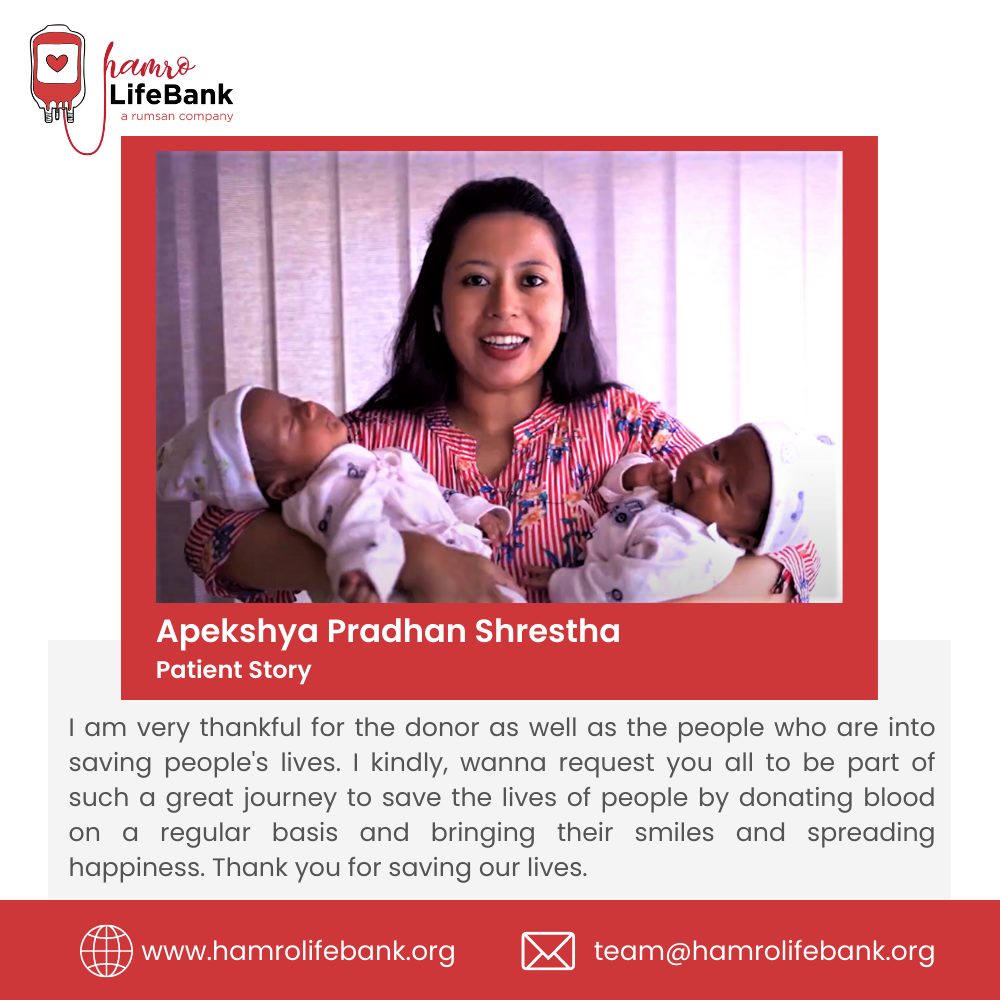 hamro
LifeBank
a rumsan company
Apekshya Pradhan Shrestha
Patient Story
I am very thankful for the donor as well as the people who are into
saving people's lives. I kindly, wanna request you all to be part of
such a great journey to save the lives of people by donating blood
on a regular basis and bringing their smiles and spreading
happiness. Thank you for saving our lives.
www.hamrolifebank.org
team@hamrolifebank.org